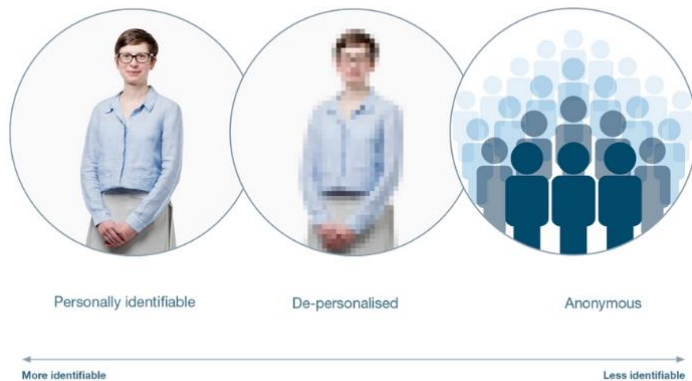 Personally identifiable
De-personalised
Anonymous
More identifiable
Less identifiable